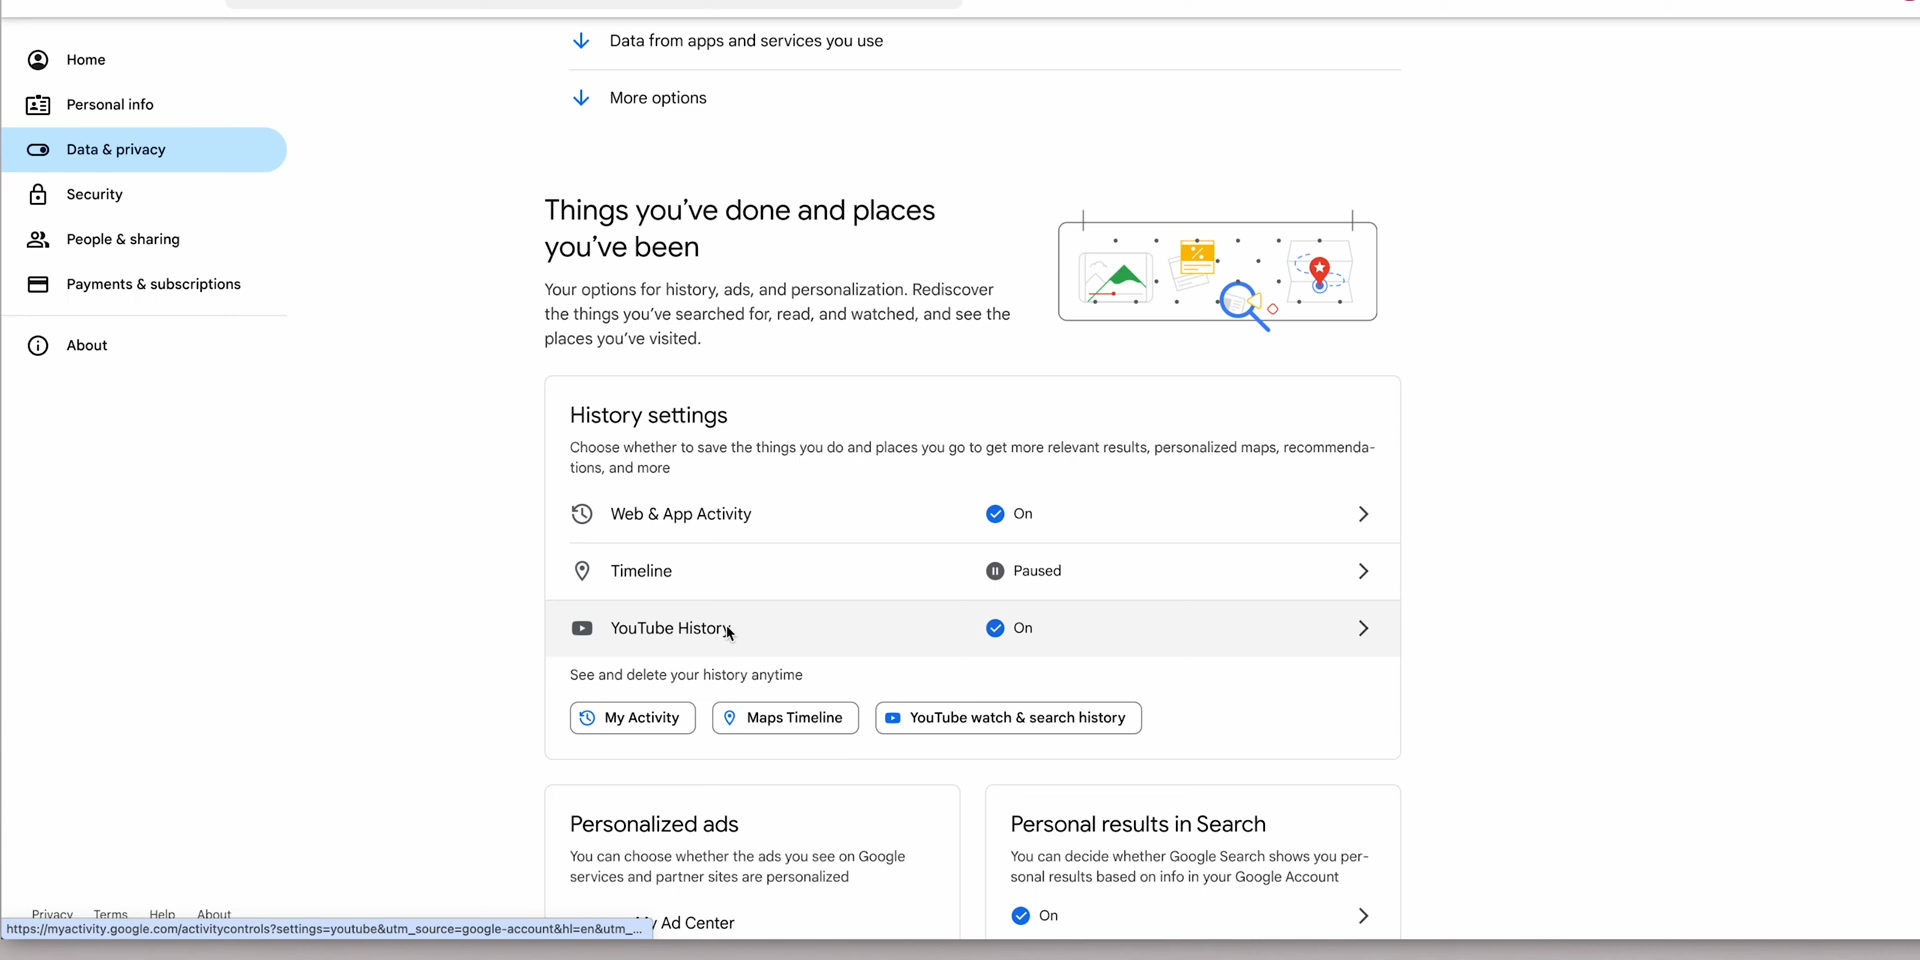 Data from apps and services you use
More options
Home
Personal info
Data & privacy
Security
People & sharing
Payments & subscriptions
About
Things you've done and places
you've been
Your options for history, ads, and personalization. Rediscover
the things you've searched for, read, and watched, and see the
places you've visited.
History settings
Choose whether to save the things you do and places you go to get more relevant results, personalized maps, recommenda-
tions, and more
Web & App Activity On
Timeline Paused
YouTube History On
See and delete your history anytime
My Activity Maps Timeline YouTube watch & search history
Personalized ads
You can choose whether the ads you see on Google
services and partner sites are personalized
Ad Center
Personal results in Search
You can decide whether Google Search shows you per-
sonal results based on info in your Google Account
On
Privacy Terms Help About
https://myactivity.google.com/activitycontrols?settings=youtube&utm_source=google-account&hl=en&utm_...